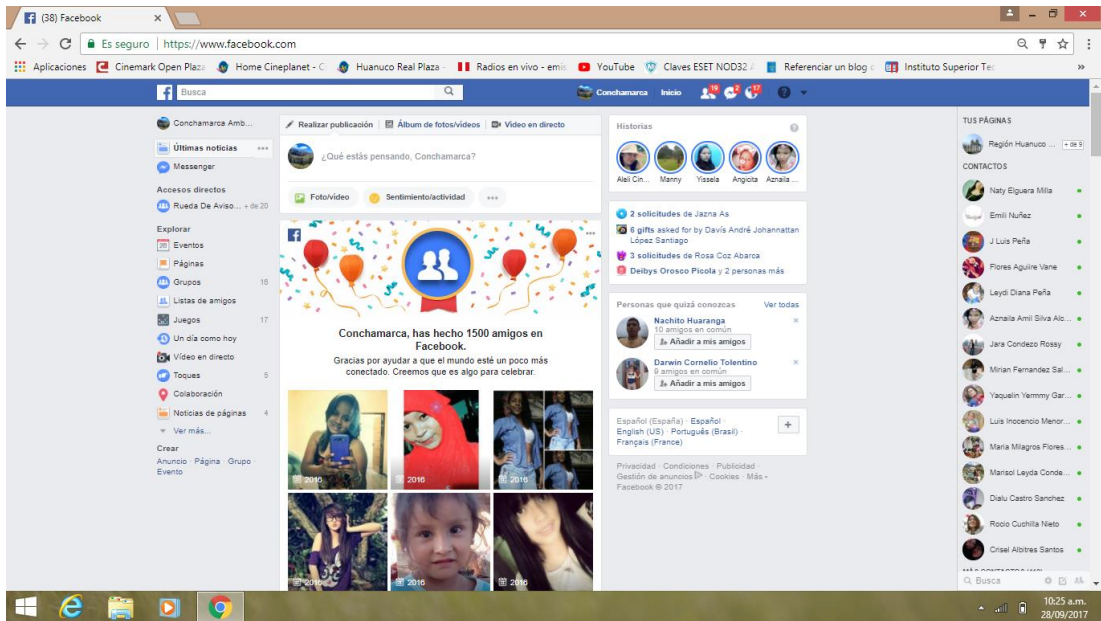 (38) Facebook
Es seguro | https://www.facebook.com
Aplicaciones Cinemark Open Plaza Home Cineplanet - C Huanuco Real Plaza - Radios en vivo - emis YouTube Claves ESET NOD32 / Referenciar un blog c Instituto Superior Tec
Busca
Conchamarca Inicio 19 2 17
Conchamarca Amb...
Últimas noticias
Messenger
Accesos directos
Rueda De Aviso... + de 20
Explorar
Eventos
Páginas
Grupos 18
Listas de amigos
Juegos 17
Un día como hoy
Vídeo en directo
Toques 5
Colaboración
Noticias de páginas 4
Ver más...
Crear
Anuncio · Página · Grupo ·
Evento
Realizar publicación Álbum de fotos/vídeos Vídeo en directo
¿Qué estás pensando, Conchamarca?
Foto/vídeo Sentimiento/actividad
Conchamarca, has hecho 1500 amigos en
Facebook.
Gracias por ayudar a que el mundo esté un poco más
conectado. Creemos que es algo para celebrar.
2016 2016 2016
2016 2016 2016
Historias
Aleli Cin... Manny Yissela Angicita Aznaila ...
2 solicitudes de Jazna As
6 gifts asked for by Davís André Johannattan
López Santiago
3 solicitudes de Rosa Coz Abarca
Deibys Orosco Picola y 2 personas más
Personas que quizá conozcas Ver todas
Nachito Huaranga
10 amigos en común
Añadir a mis amigos
Darwin Cornelio Tolentino
9 amigos en común
Añadir a mis amigos
Español (España) · Español ·
English (US) · Português (Brasil) ·
Français (France)
Privacidad · Condiciones · Publicidad ·
Gestión de anuncios · Cookies · Más
Facebook © 2017
TUS PÁGINAS
Región Huanuco ... + de 9
CONTACTOS
Naty Elguera Milla
Emili Nuñez
J Luis Peña
Flores Aguiire Vane
Leydi Diana Peña
Aznaila Amil Silva Alc...
Jara Condezo Rossy
Mirian Fernandez Sal...
Yaquelin Yermmy Gar...
Luis Inocencio Menor...
Maria Milagros Flores...
Marisol Leyda Conde...
Dialu Castro Sanchez
Rocio Cuchilla Nieto
Crisel Albitres Santos
Busca
10:25 a.m.
28/09/2017